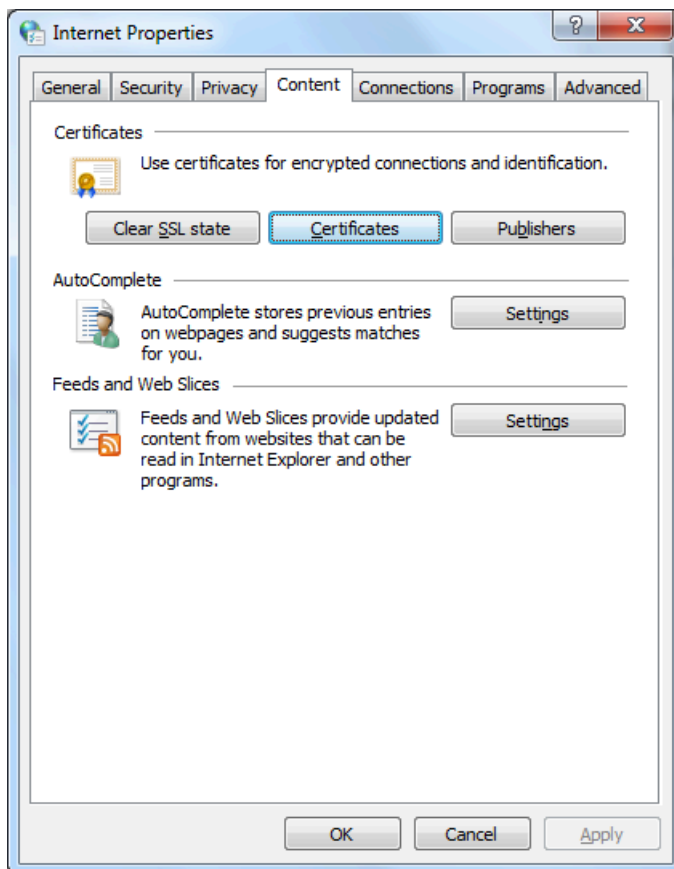 Internet Properties
General Security Privacy Content Connections Programs Advanced
Certificates
Use certificates for encrypted connections and identification.
Clear SSL state Certificates Publishers
AutoComplete
AutoComplete stores previous entries
on webpages and suggests matches
for you.
Settings
Feeds and Web Slices
Feeds and Web Slices provide updated
content from websites that can be
read in Internet Explorer and other
programs.
Settings
OK Cancel Apply